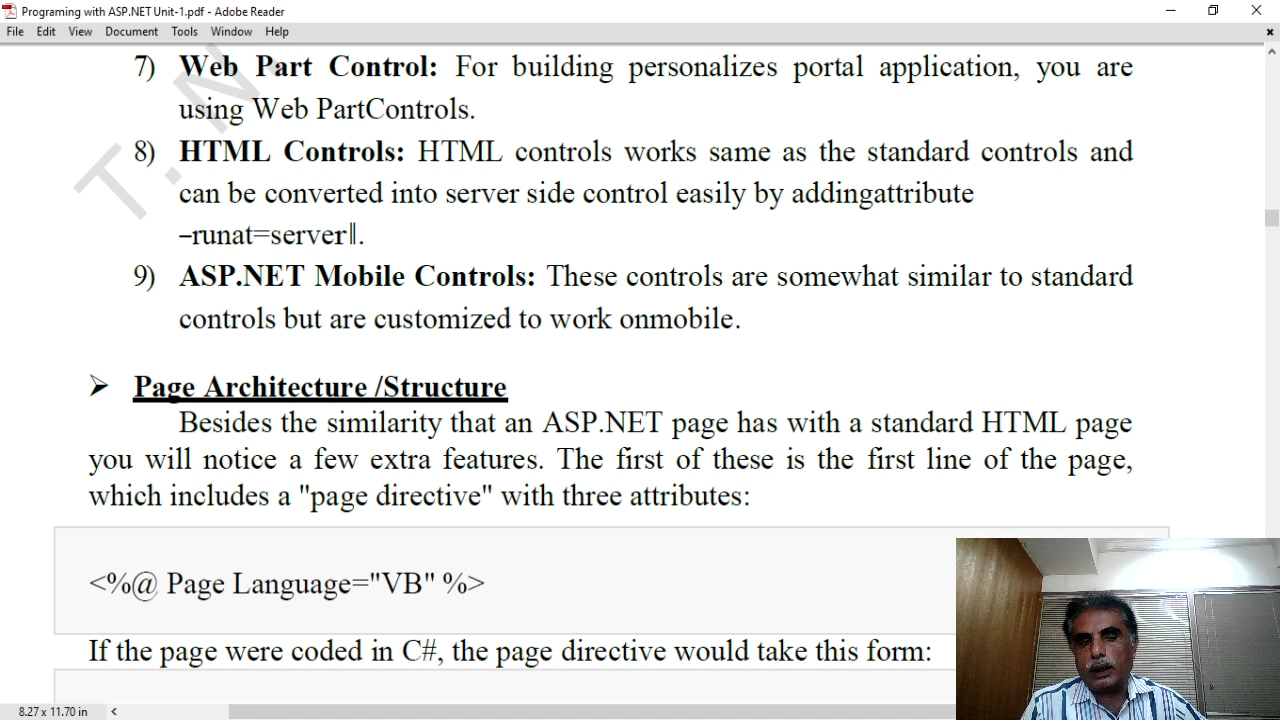 Programing with ASP.NET Unit-1.pdf - Adobe Reader
File Edit View Document Tools Window Help
7) Web Part Control: For building personalizes portal application, you are
using Web PartControls.
8) HTML Controls: HTML controls works same as the standard controls and
can be converted into server side control easily by addingattribute
–runat=server‖.
9) ASP.NET Mobile Controls: These controls are somewhat similar to standard
controls but are customized to work onmobile.
➤ Page Architecture /Structure
Besides the similarity that an ASP.NET page has with a standard HTML page
you will notice a few extra features. The first of these is the first line of the page,
which includes a "page directive" with three attributes:
<%@ Page Language="VB" %>
If the page were coded in C#, the page directive would take this form:
8.27 x 11.70 in
T. N.